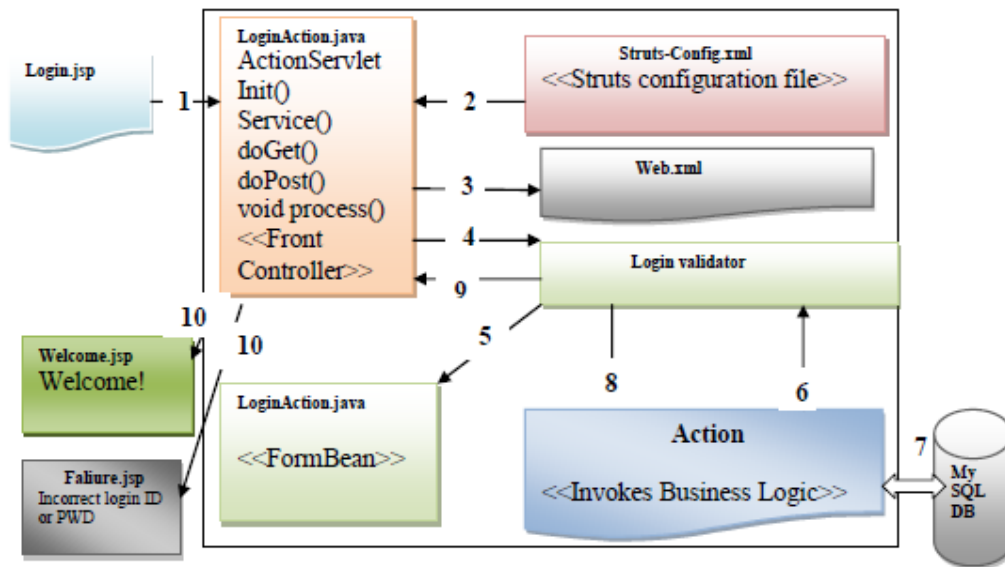 Login.jsp
1
LoginAction.java
ActionServlet
Init()
Service()
doGet()
doPost()
void process()
<<Front
Controller>>
2
Struts-Config.xml
<<Struts configuration file>>
3
Web.xml
4
Login validator
9
10
10
5
8
6
Welcome.jsp
Welcome!
LoginAction.java
<<FormBean>>
Action
<<Invokes Business Logic>>
7
My
SQL
DB
Faliure.jsp
Incorrect login ID
or PWD